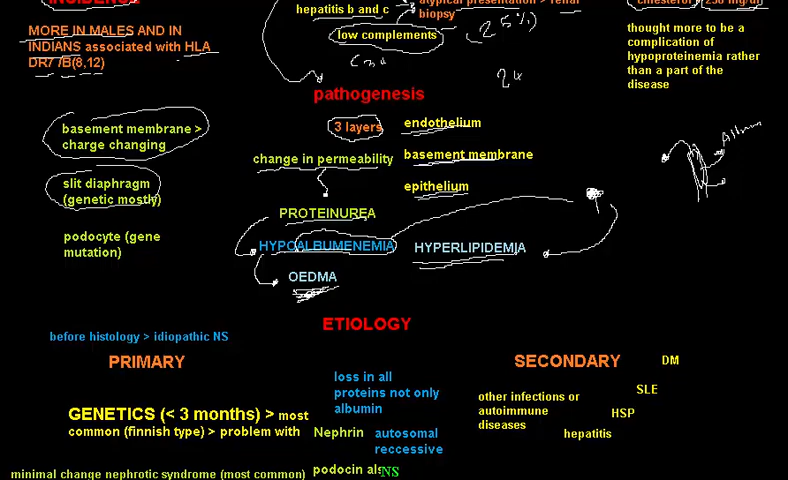 INCIDENCE
MORE IN MALES AND IN
INDIANS associated with HLA
DR7 /B(8,12)
hepatitis b and c
atypical presentation > renal
biopsy
25%
low complements
thought more to be a
complication of
hypoproteinemia rather
than a part of the
disease
pathogenesis
basement membrane >
charge changing
slit diaphragm
(genetic mostly)
podocyte (gene
mutation)
3 layers
endothelium
basement membrane
epithelium
change in permeability
PROTEINUREA
HYPOALBUMENEMIA
HYPERLIPIDEMIA
OEDMA
ETIOLOGY
before histology > idiopathic NS
PRIMARY
GENETICS (< 3 months) > most
common (finnish type) > problem with
loss in all
proteins not only
albumin
Nephrin
autosomal
reccessive
minimal change nephrotic syndrome (most common)
podocin als
NS
SECONDARY
other infections or
autoimmune
diseases
DM
SLE
HSP
hepatitis